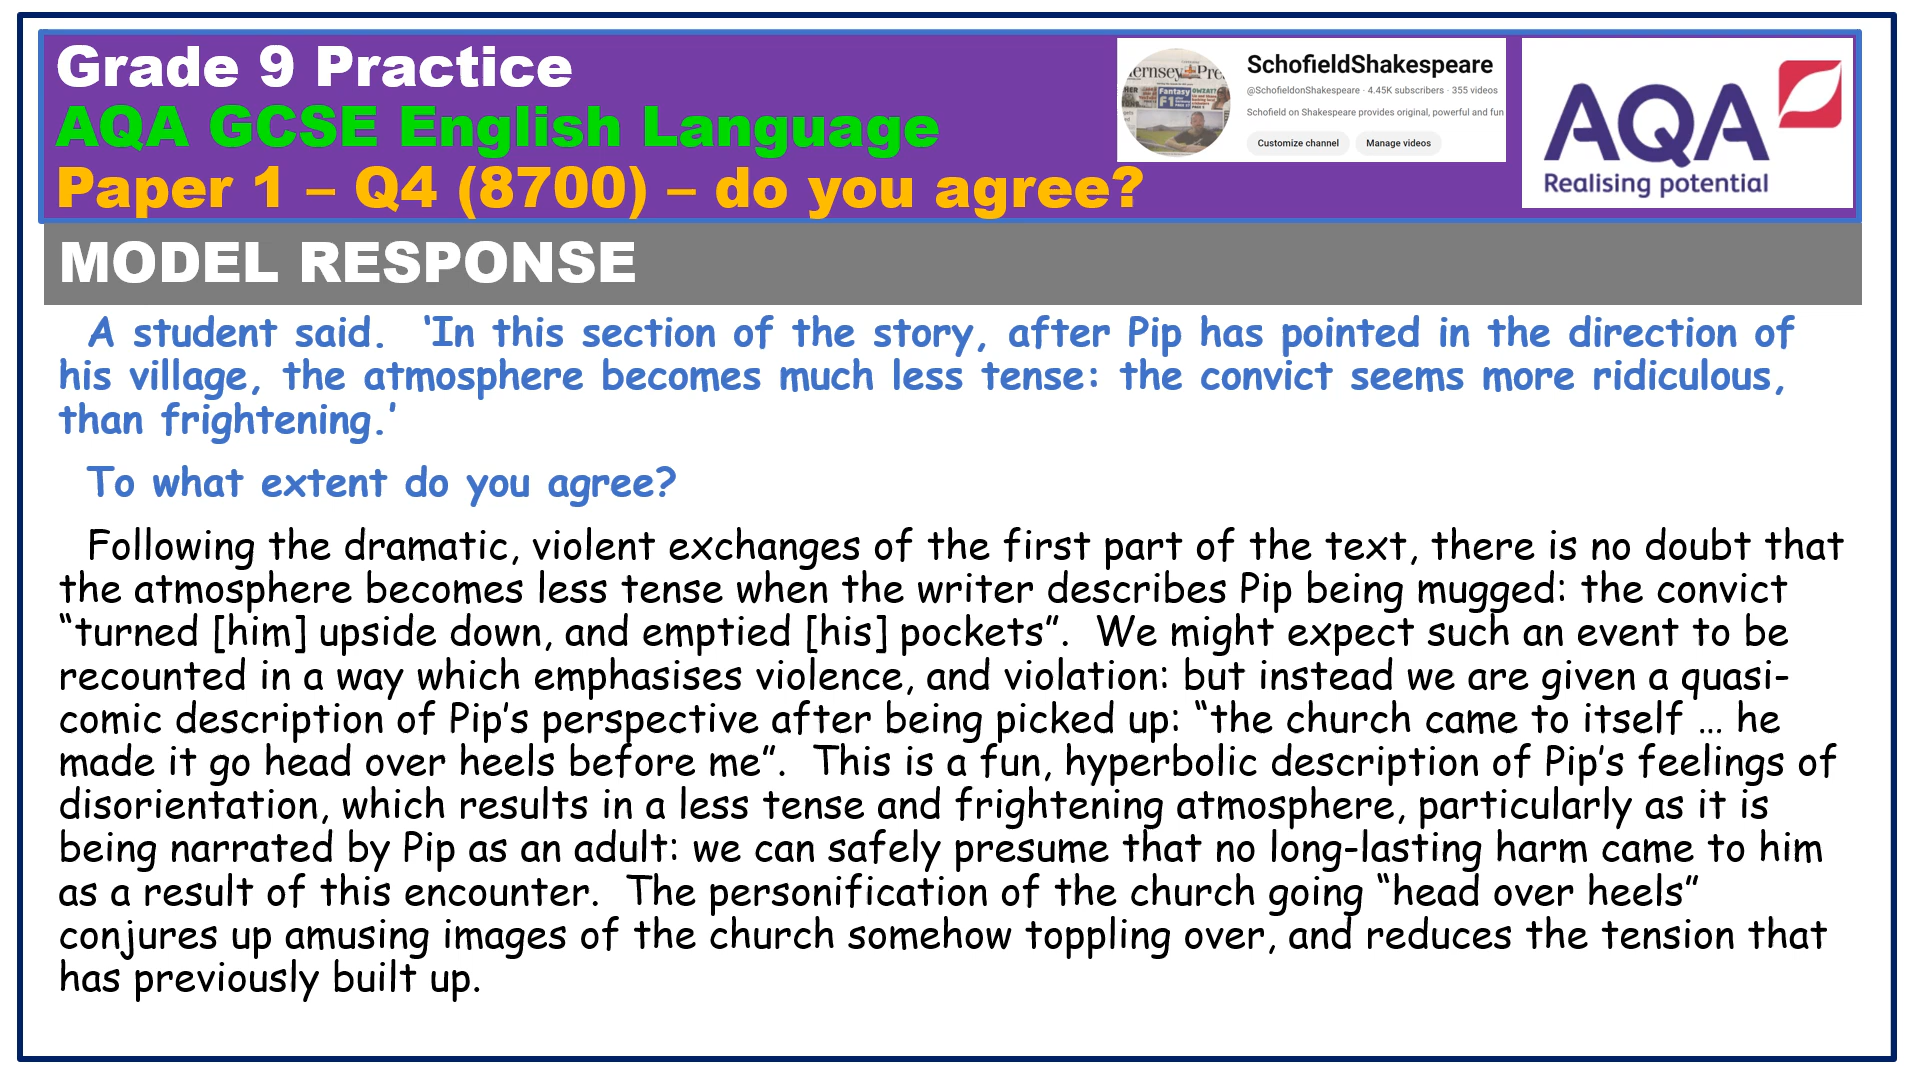 Grade 9 Practice
AQA GCSE English Language
Paper 1 – Q4 (8700) – do you agree?
SchofieldShakespeare
@SchofieldonShakespeare · 4.45K subscribers · 355 videos
Schofield on Shakespeare provides original, powerful and fun
Customize channel Manage videos
AQA
Realising potential
MODEL RESPONSE
A student said.  ‘In this section of the story, after Pip has pointed in the direction of
his village, the atmosphere becomes much less tense: the convict seems more ridiculous,
than frightening.’
To what extent do you agree?
Following the dramatic, violent exchanges of the first part of the text, there is no doubt that
the atmosphere becomes less tense when the writer describes Pip being mugged: the convict
“turned [him] upside down, and emptied [his] pockets”.  We might expect such an event to be
recounted in a way which emphasises violence, and violation: but instead we are given a quasi-
comic description of Pip’s perspective after being picked up: “the church came to itself … he
made it go head over heels before me”.  This is a fun, hyperbolic description of Pip’s feelings of
disorientation, which results in a less tense and frightening atmosphere, particularly as it is
being narrated by Pip as an adult: we can safely presume that no long-lasting harm came to him
as a result of this encounter.  The personification of the church going “head over heels”
conjures up amusing images of the church somehow toppling over, and reduces the tension that
has previously built up.